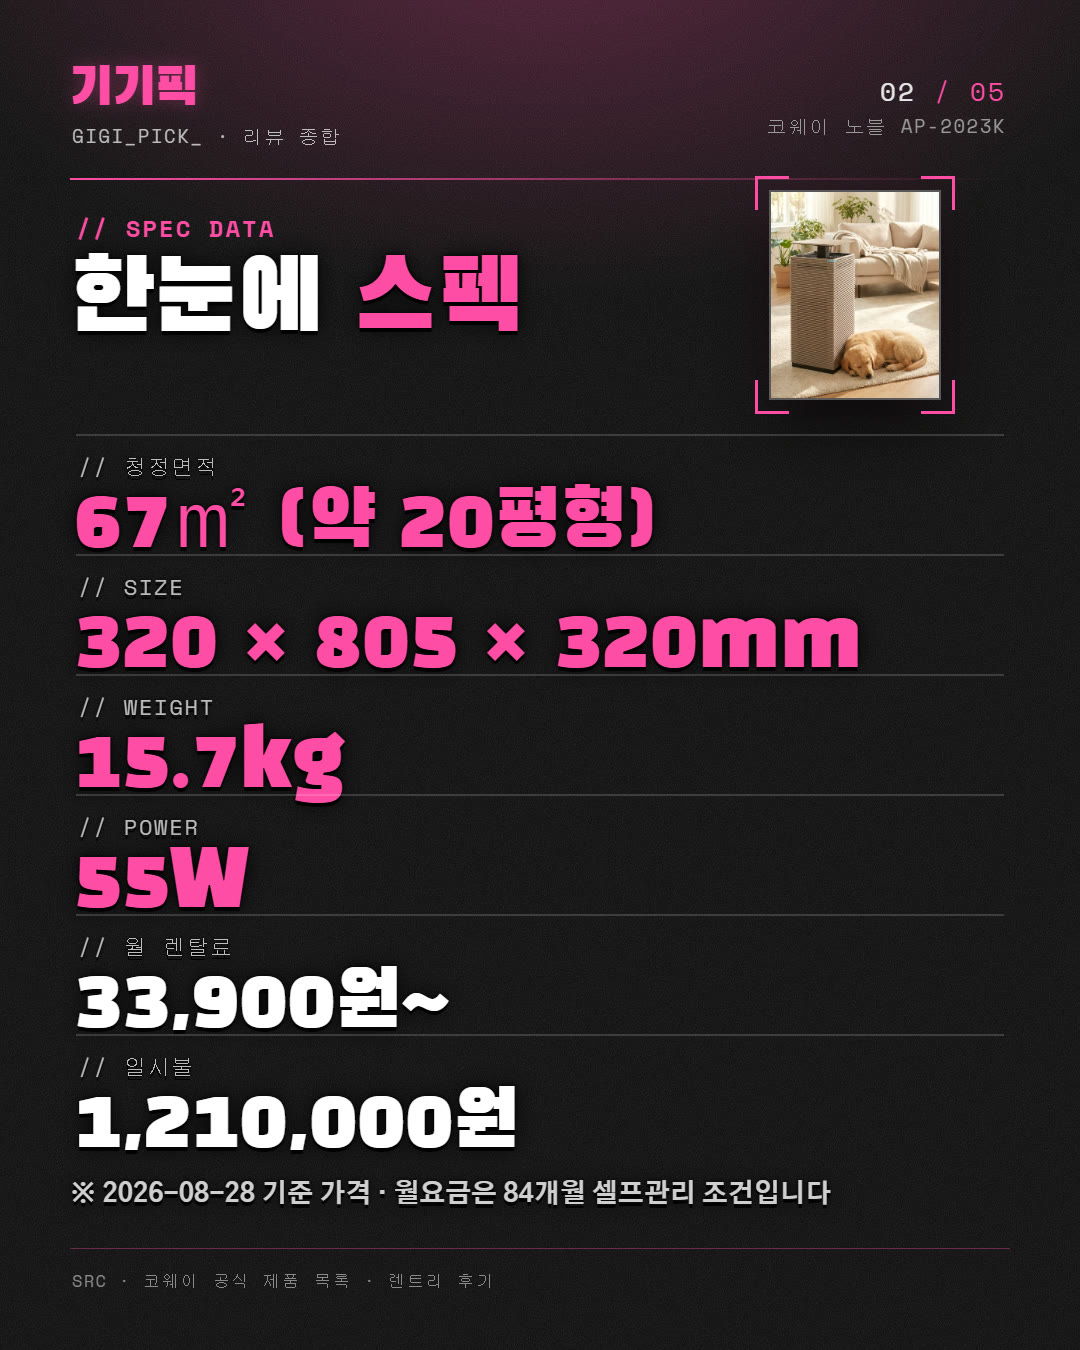 기기픽
GIGI_PICK_ · 리뷰 종합
02 / 05
코웨이 노블 AP-2023K
// SPEC DATA
한눈에 스펙
// 청정면적
67㎡ (약 20평형)
// SIZE
320 × 805 × 320mm
// WEIGHT
15.7kg
// POWER
55W
// 월 렌탈료
33,900원~
// 일시불
1,210,000원
※ 2026-08-28 기준 가격 · 월요금은 84개월 셀프관리 조건입니다
SRC · 코웨이 공식 제품 목록 · 렌트리 후기